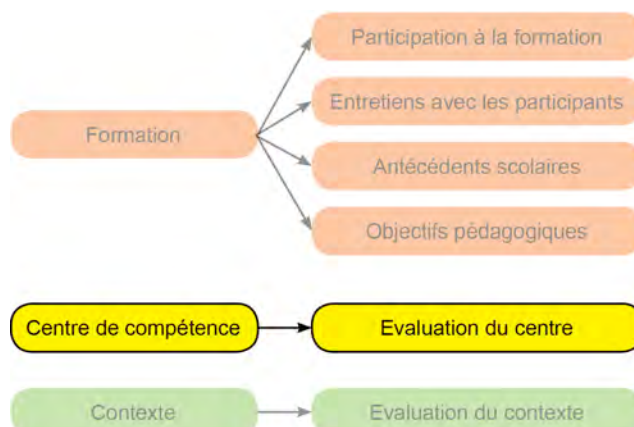 Participation à la formation
Entretiens avec les participants
Formation
Antécédents scolaires
Objectifs pédagogiques
Centre de compétence
Evaluation du centre
Contexte
Evaluation du contexte